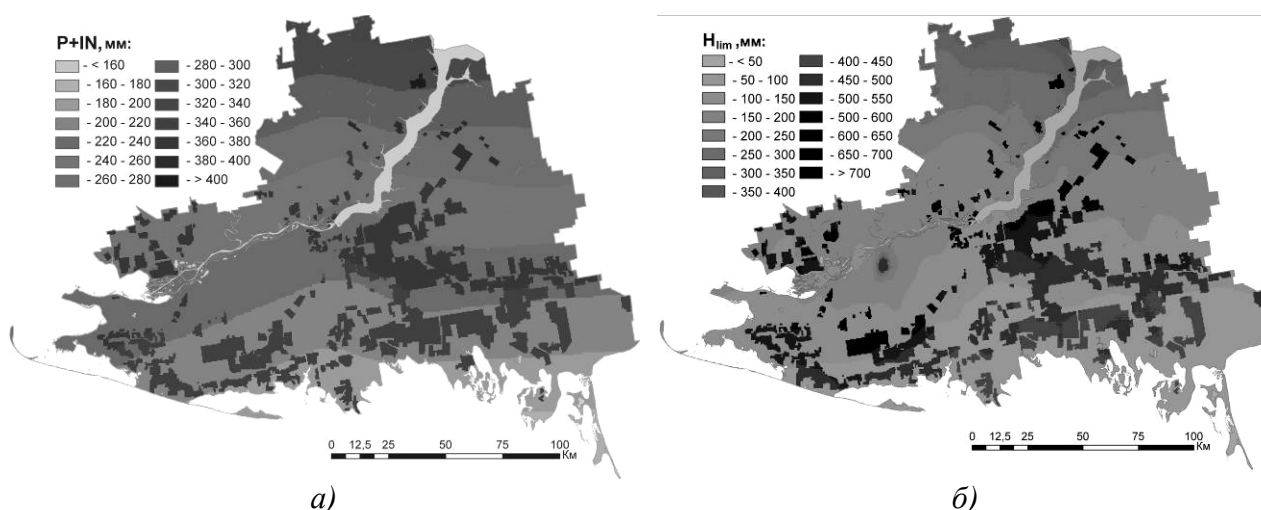 P+IN, мм:
- < 160
- 160 - 180
- 180 - 200
- 200 - 220
- 220 - 240
- 240 - 260
- 260 - 280
- 280 - 300
- 300 - 320
- 320 - 340
- 340 - 360
- 360 - 380
- 380 - 400
- > 400
0 12,5 25 50 75 100
Км
а)
Hlim ,мм:
- < 50
- 50 - 100
- 100 - 150
- 150 - 200
- 200 - 250
- 250 - 300
- 300 - 350
- 350 - 400
- 400 - 450
- 450 - 500
- 500 - 550
- 500 - 600
- 600 - 650
- 650 - 700
- > 700
0 12,5 25 50 75 100
Км
б)